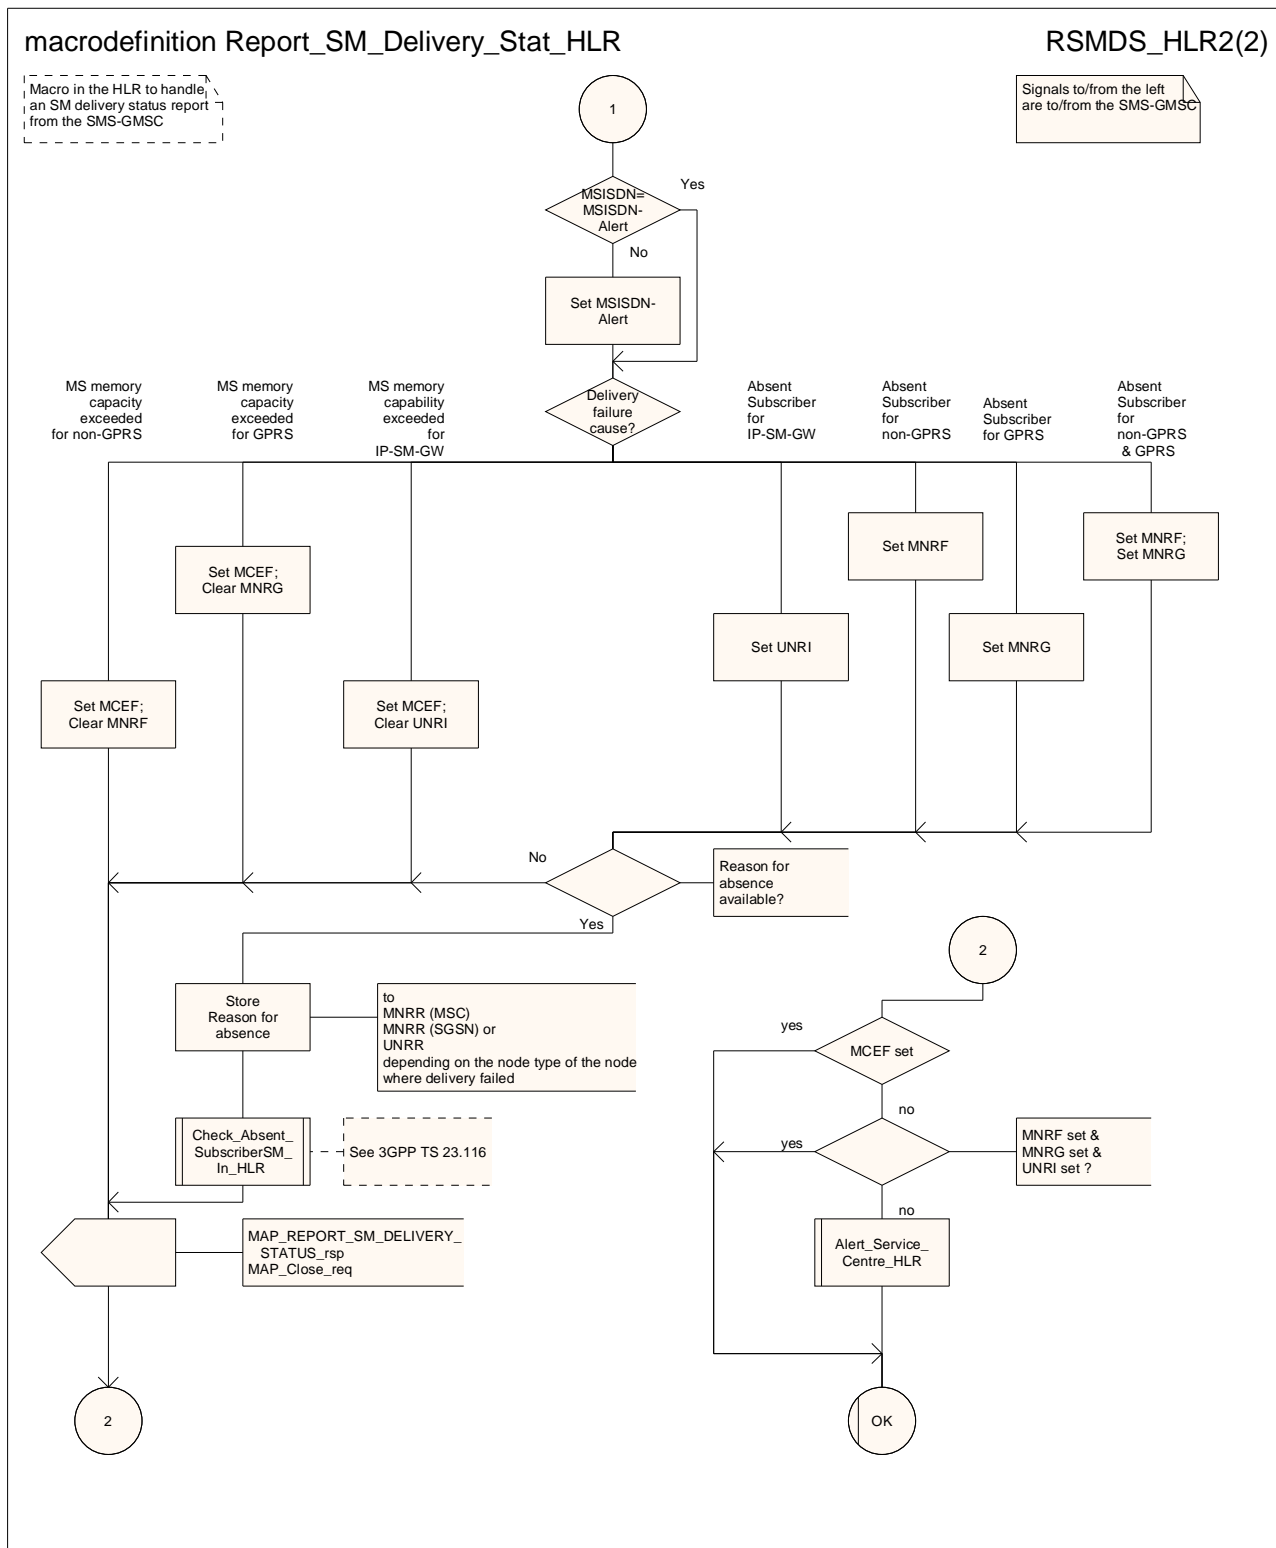 macrodefinition Report_SM_Delivery_Stat_HLR
RSMDS_HLR2(2)
Macro in the HLR to handle
an SM delivery status report
from the SMS-GMSC
1
Signals to/from the left
are to/from the SMS-GMSC
Yes
MSISDN=
MSISDN-
Alert
No
Set MSISDN-
Alert
MS memory
capacity
exceeded
for non-GPRS
MS memory
capacity
exceeded
for GPRS
MS memory
capability
exceeded
for
IP-SM-GW
Delivery
failure
cause?
Absent
Subscriber
for
IP-SM-GW
Absent
Subscriber
for
non-GPRS
Absent
Subscriber
for GPRS
Absent
Subscriber
for
non-GPRS
& GPRS
Set MCEF;
Clear MNRG
Set MNRF
Set MNRF;
Set MNRG
Set UNRI
Set MNRG
Set MCEF;
Clear MNRF
Set MCEF;
Clear UNRI
No
Reason for
absence
available?
Yes
2
Store
Reason for
absence
to
MNRR (MSC)
MNRR (SGSN) or
UNRR
depending on the node type of the node
where delivery failed
yes
MCEF set
no
Check_Absent_
SubscriberSM_
In_HLR
See 3GPP TS 23.116
yes
MNRF set &
MNRG set &
UNRI set ?
no
MAP_REPORT_SM_DELIVERY_
STATUS_rsp
MAP_Close_req
Alert_Service_
Centre_HLR
2
OK